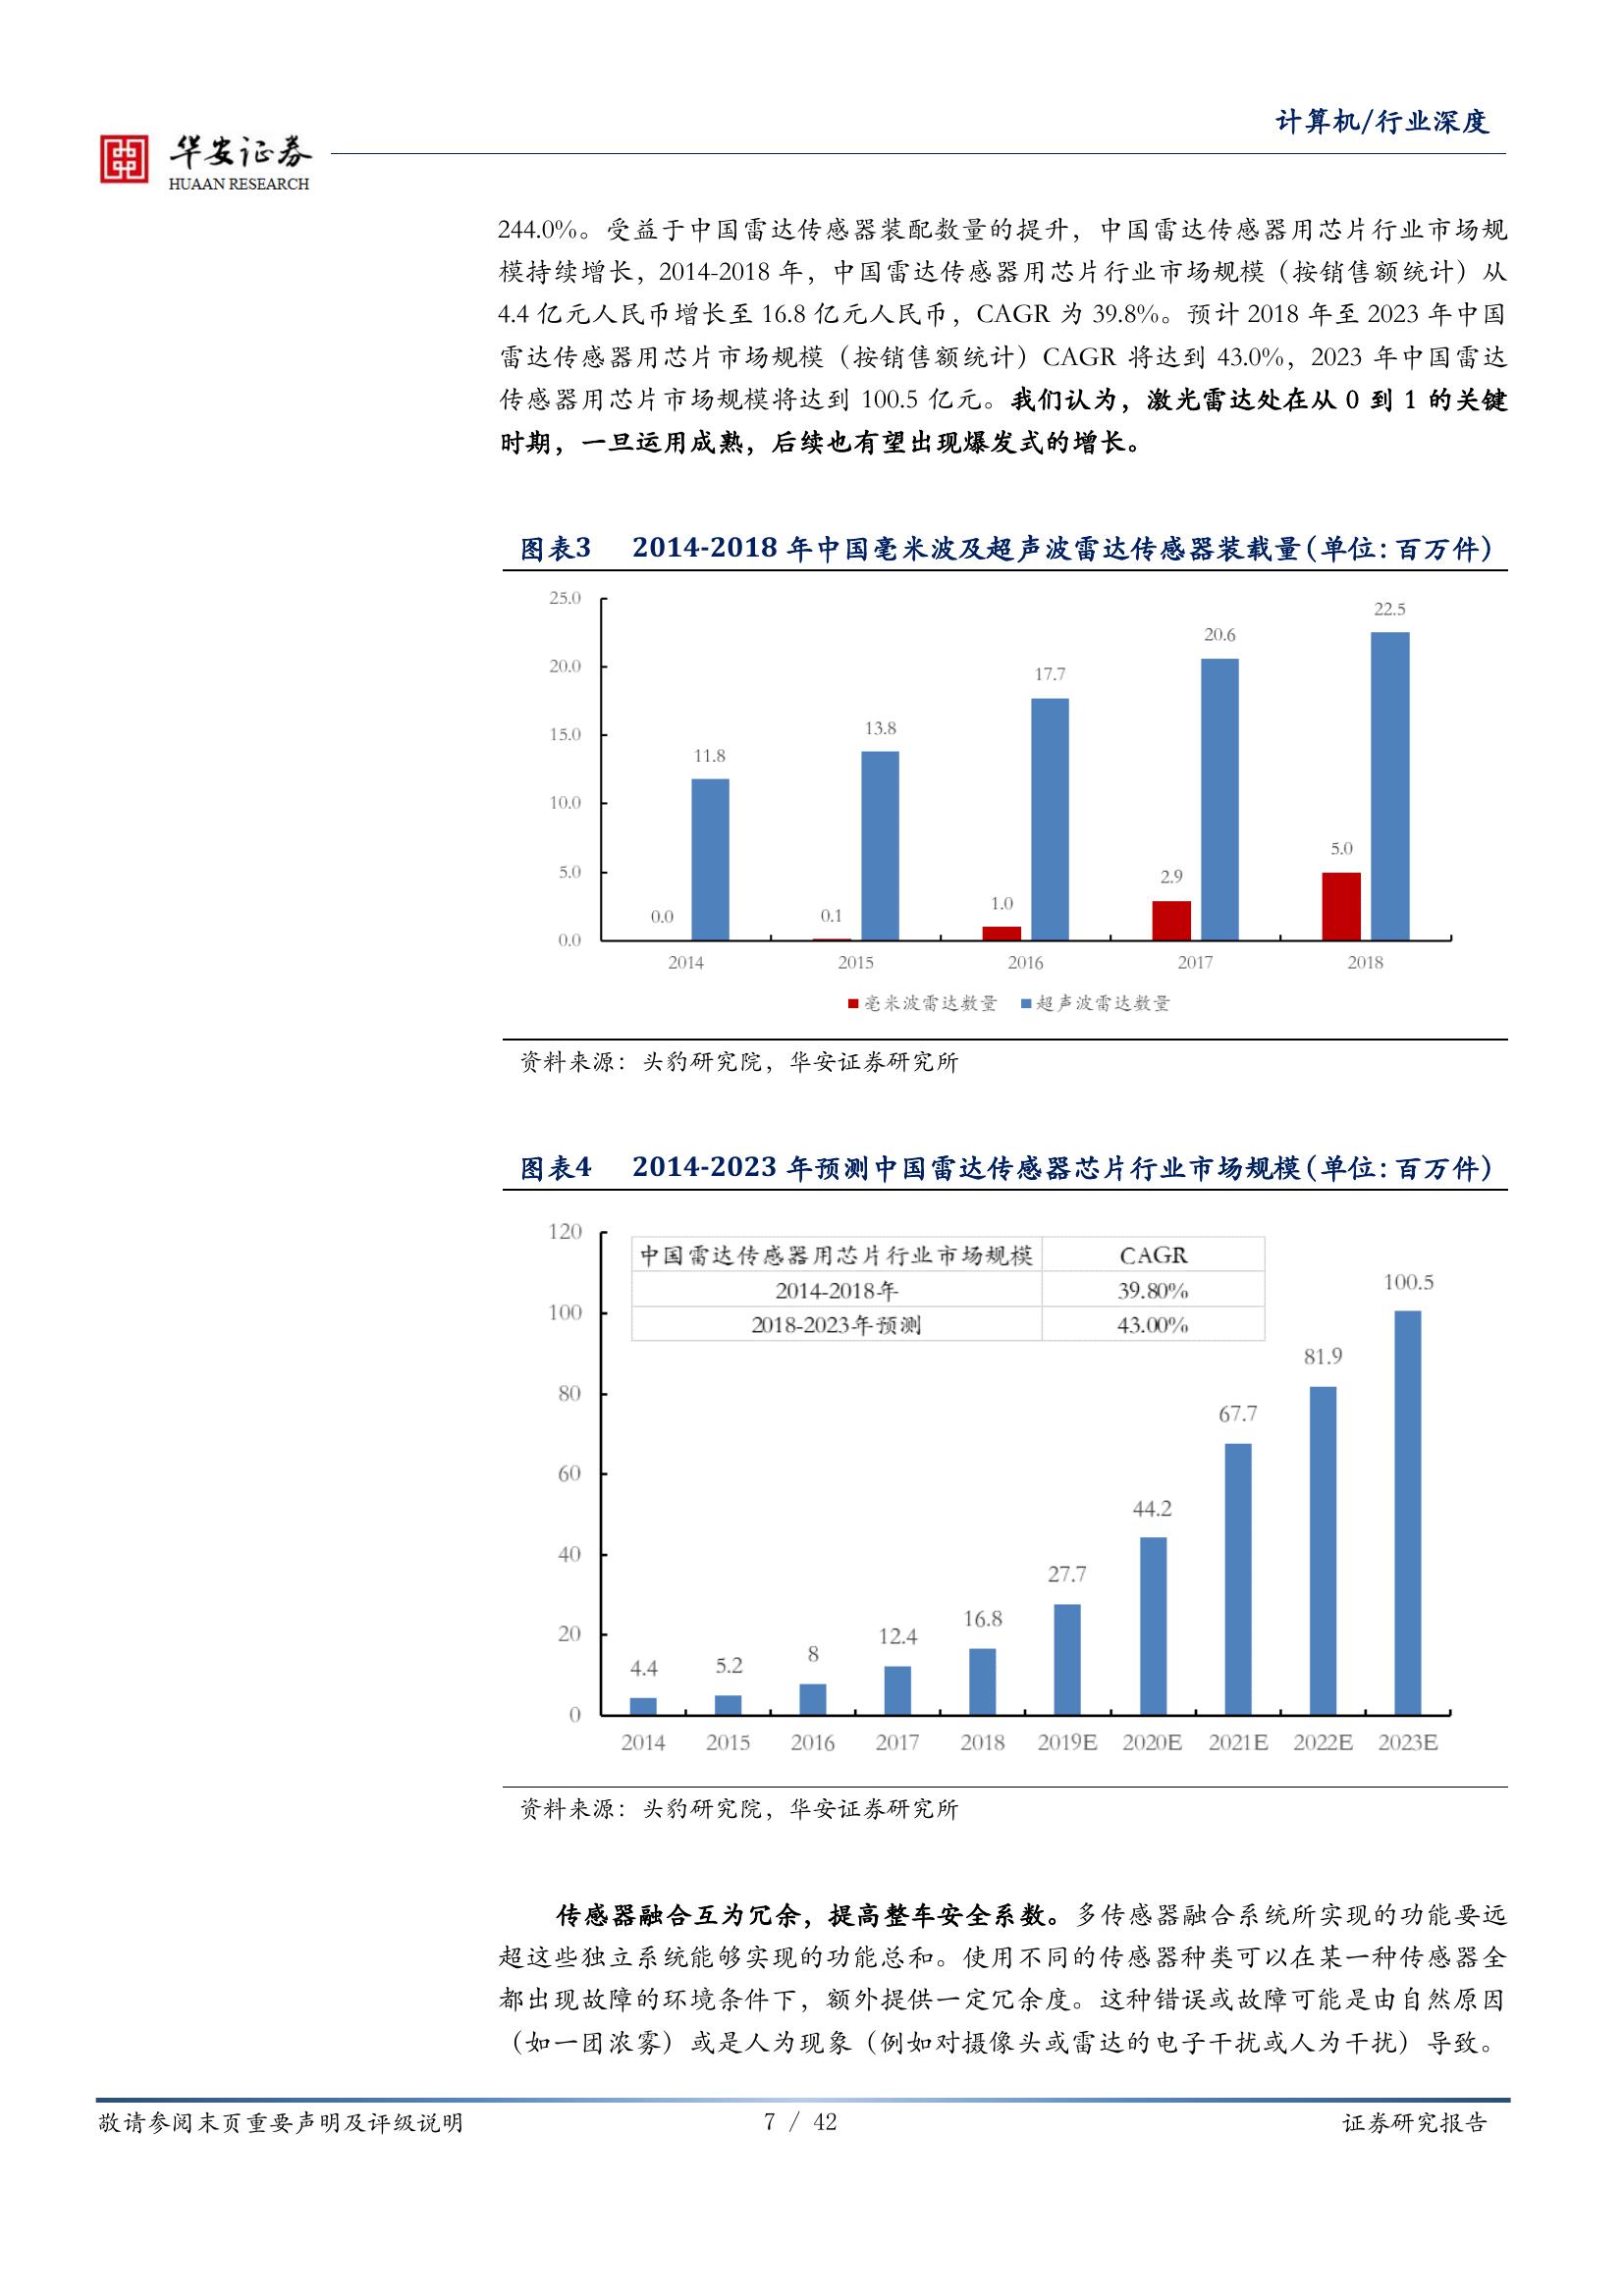 计算机/行业深度
华安证券
HUAAN RESEARCH
244.0%。受益于中国雷达传感器装配数量的提升，中国雷达传感器用芯片行业市场规
模持续增长，2014-2018 年，中国雷达传感器用芯片行业市场规模（按销售额统计）从
4.4 亿元人民币增长至 16.8 亿元人民币，CAGR 为 39.8%。预计 2018 年至 2023 年中国
雷达传感器用芯片市场规模（按销售额统计）CAGR 将达到 43.0%，2023 年中国雷达
传感器用芯片市场规模将达到 100.5 亿元。我们认为，激光雷达处在从 0 到 1 的关键
时期，一旦运用成熟，后续也有望出现爆发式的增长。
图表3 2014-2018 年中国毫米波及超声波雷达传感器装载量(单位:百万件)
25.0
20.0
15.0
10.0
5.0
0.0
0.0 11.8
0.1 13.8
1.0 17.7
2.9 20.6
5.0 22.5
2014 2015 2016 2017 2018
毫米波雷达数量 超声波雷达数量
资料来源：头豹研究院，华安证券研究所
图表4 2014-2023 年预测中国雷达传感器芯片行业市场规模(单位:百万件)
120
100
80
60
40
20
0
中国雷达传感器用芯片行业市场规模 CAGR
2014-2018年 39.80%
2018-2023年预测 43.00%
4.4 5.2 8 12.4 16.8 27.7 44.2 67.7 81.9 100.5
2014 2015 2016 2017 2018 2019E 2020E 2021E 2022E 2023E
资料来源：头豹研究院，华安证券研究所
传感器融合互为冗余，提高整车安全系数。多传感器融合系统所实现的功能要远
超这些独立系统能够实现的功能总和。使用不同的传感器种类可以在某一种传感器全
都出现故障的环境条件下，额外提供一定冗余度。这种错误或故障可能是由自然原因
（如一团浓雾）或是人为现象（例如对摄像头或雷达的电子干扰或人为干扰）导致。
敬请参阅末页重要声明及评级说明 7 / 42 证券研究报告